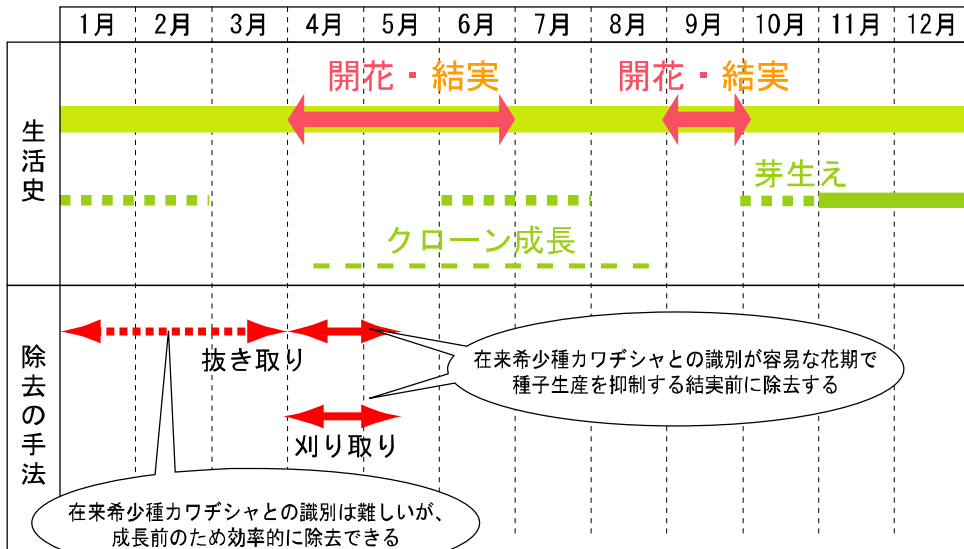 1月 2月 3月 4月 5月 6月 7月 8月 9月 10月 11月 12月
生活史
開花・結実 開花・結実
芽生え
クローン成長
除去の手法
抜き取り
在来希少種カワヂシャとの識別が容易な花期で
種子生産を抑制する結実前に除去する
刈り取り
在来希少種カワヂシャとの識別は難しいが、
成長前のため効率的に除去できる